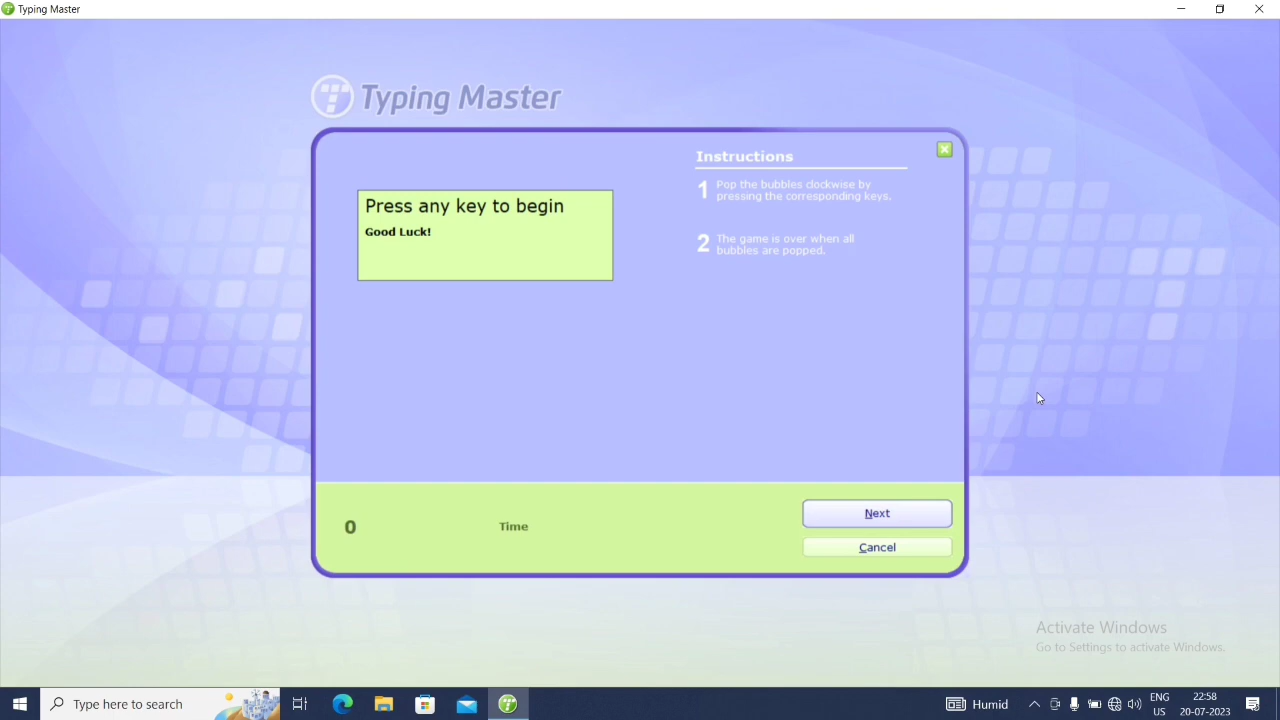 Typing Master
Typing Master
Instructions
1 Pop the bubbles clockwise by
pressing the corresponding keys.
2 The game is over when all
bubbles are popped.
Press any key to begin
Good Luck!
0
Time
Next
Cancel
Activate Windows
Go to Settings to activate Windows.
Type here to search
Humid
ENG
US
22:58
20-07-2023